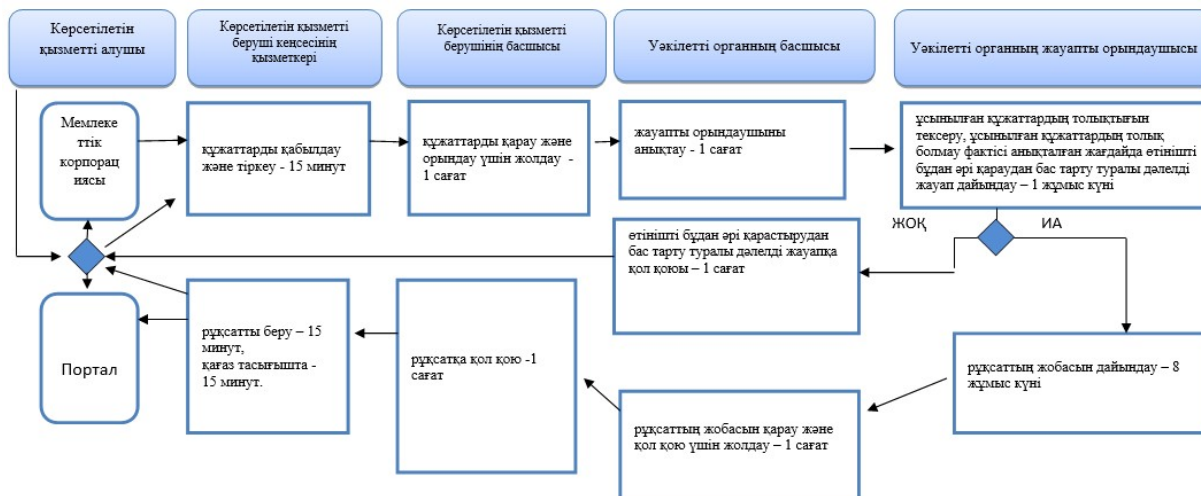 Көрсетілетін
қызметті алушы
Көрсетілетін қызметті
беруші кеңсесінің
қызметкері
Көрсетілетін қызметті
берушінің басшысы
Уәкілетті органның басшысы
Уәкілетті органның жауапты орындаушысы
Мемлеке
ттік
корпорац
иясы
құжаттарды қабылдау
және тіркеу - 15 минут
құжаттарды қарау және
орындау үшін жолдау -
1 сағат
жауапты орындаушыны
анықтау - 1 сағат
ұсынылған құжаттардың толықтығын
тексеру, ұсынылған құжаттардың толық
болмау фактісі анықталған жағдайда өтінішті
бұдан әрі қараудан бас тарту туралы дәлелді
жауап дайындау – 1 жұмыс күні
ЖОҚ
ИА
өтінішті бұдан әрі қарастырудан
бас тарту туралы дәлелді жауапқа
қол қоюы – 1 сағат
Портал
рұқсатты беру – 15
минут,
қағаз тасығышта -
15 минут.
рұқсатқа қол қою -1
сағат
рұқсаттың жобасын қарау және
қол қою үшін жолдау – 1 сағат
рұқсаттың жобасын дайындау – 8
жұмыс күні